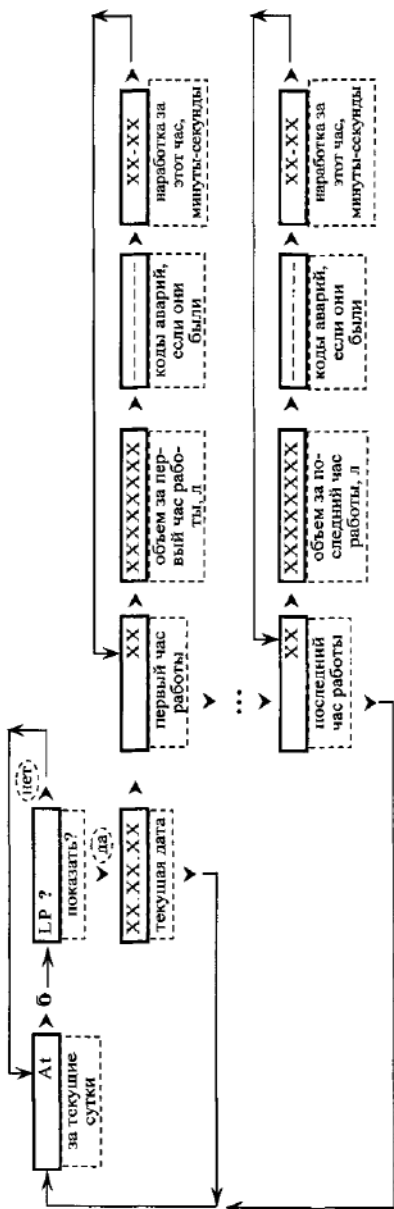 At
за текущие
сутки
б
LP ?
показать?
нет
да
XX.XX.XX
текущая дата
XX
первый час
работы
XXXXXXXXX
объем за пер-
вый час рабо-
ты, л
---------
коды аварий,
если они
были
XX-XX
наработка за
этот час,
минуты-секунды
...
XX
последний
час работы
XXXXXXXXX
объем за по-
следний час
работы, л
---------
коды аварий,
если они
были
XX-XX
наработка за
этот час,
минуты-секунды